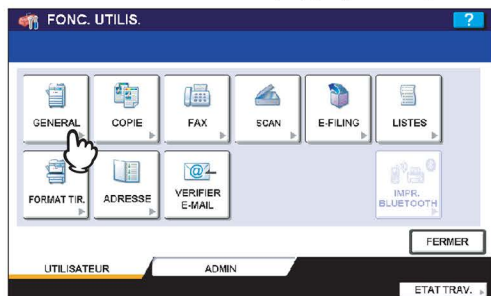 FONC. UTILIS.
?
GENERAL COPIE FAX SCAN E-FILING LISTES
FORMAT TIR. ADRESSE VERIFIER E-MAIL IMPR. BLUETOOTH
FERMER
UTILISATEUR ADMIN
ETAT TRAV.